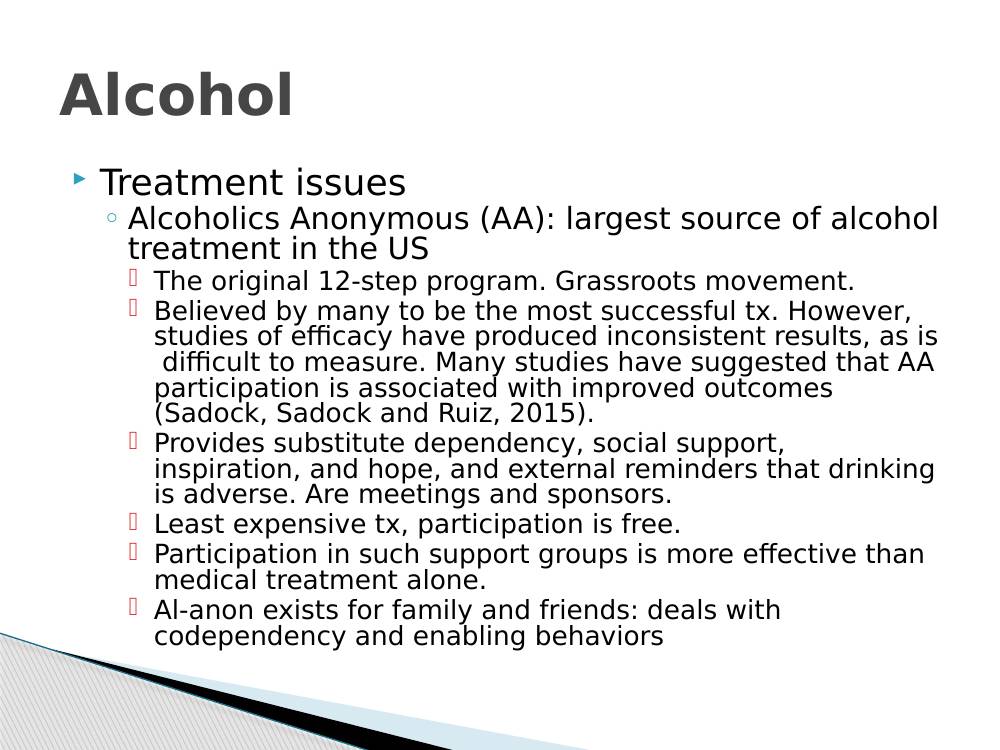 Alcohol
Treatment issues
Alcoholics Anonymous (AA): largest source of alcohol
treatment in the US
The original 12-step program. Grassroots movement.
Believed by many to be the most successful tx. However,
studies of efficacy have produced inconsistent results, as is
difficult to measure. Many studies have suggested that AA
participation is associated with improved outcomes
(Sadock, Sadock and Ruiz, 2015).
Provides substitute dependency, social support,
inspiration, and hope, and external reminders that drinking
is adverse. Are meetings and sponsors.
Least expensive tx, participation is free.
Participation in such support groups is more effective than
medical treatment alone.
Al-anon exists for family and friends: deals with
codependency and enabling behaviors